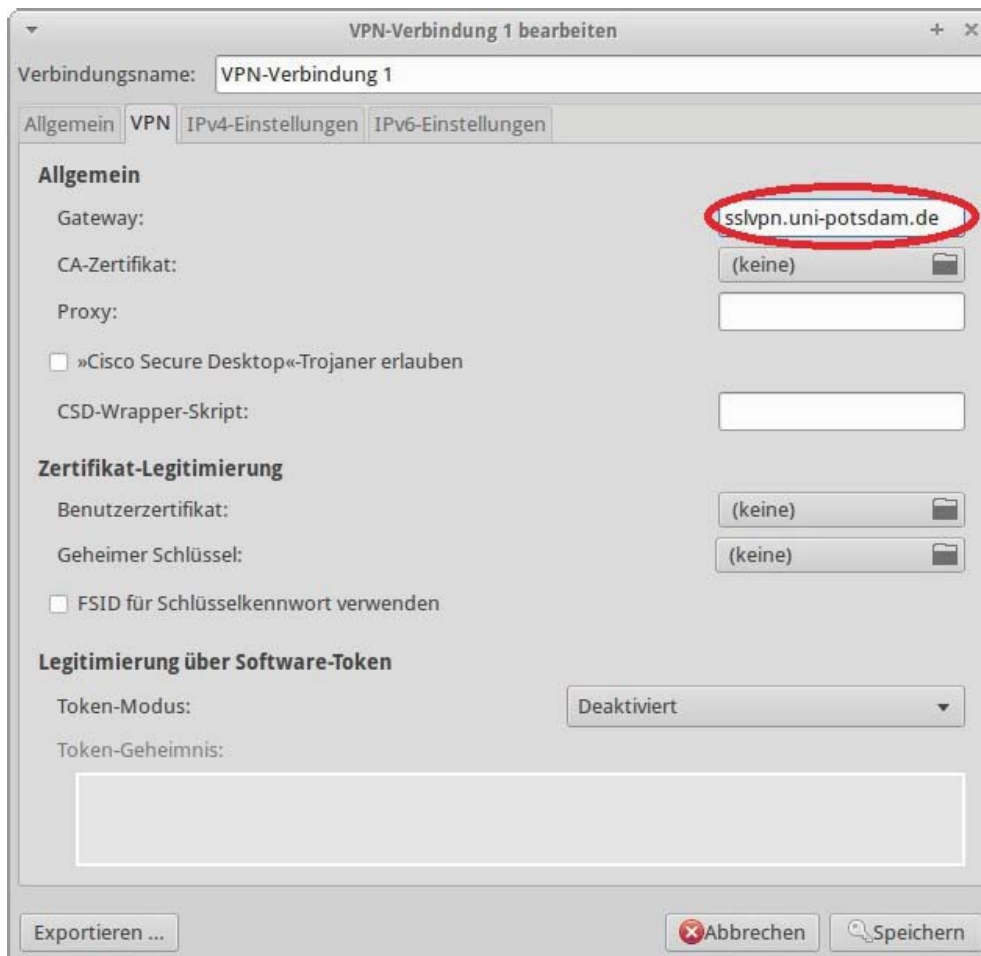 VPN-Verbindung 1 bearbeiten
Verbindungsname: VPN-Verbindung 1
Allgemein VPN IPv4-Einstellungen IPv6-Einstellungen
Allgemein
Gateway: sslvpn.uni-potsdam.de
CA-Zertifikat: (keine)
Proxy:
»Cisco Secure Desktop«-Trojaner erlauben
CSD-Wrapper-Skript:
Zertifikat-Legitimierung
Benutzerzertifikat: (keine)
Geheimer Schlüssel: (keine)
FSID für Schlüsselkennwort verwenden
Legitimierung über Software-Token
Token-Modus: Deaktiviert
Token-Geheimnis:
Exportieren ... Abbrechen Speichern